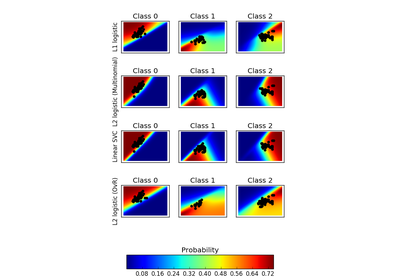 Class 0 Class 1 Class 2
L1 logistic
Class 0 Class 1 Class 2
L2 logistic (Multinomial)
Class 0 Class 1 Class 2
Linear SVC
Class 0 Class 1 Class 2
L2 logistic (OvR)
Probability
0.08 0.16 0.24 0.32 0.40 0.48 0.56 0.64 0.72